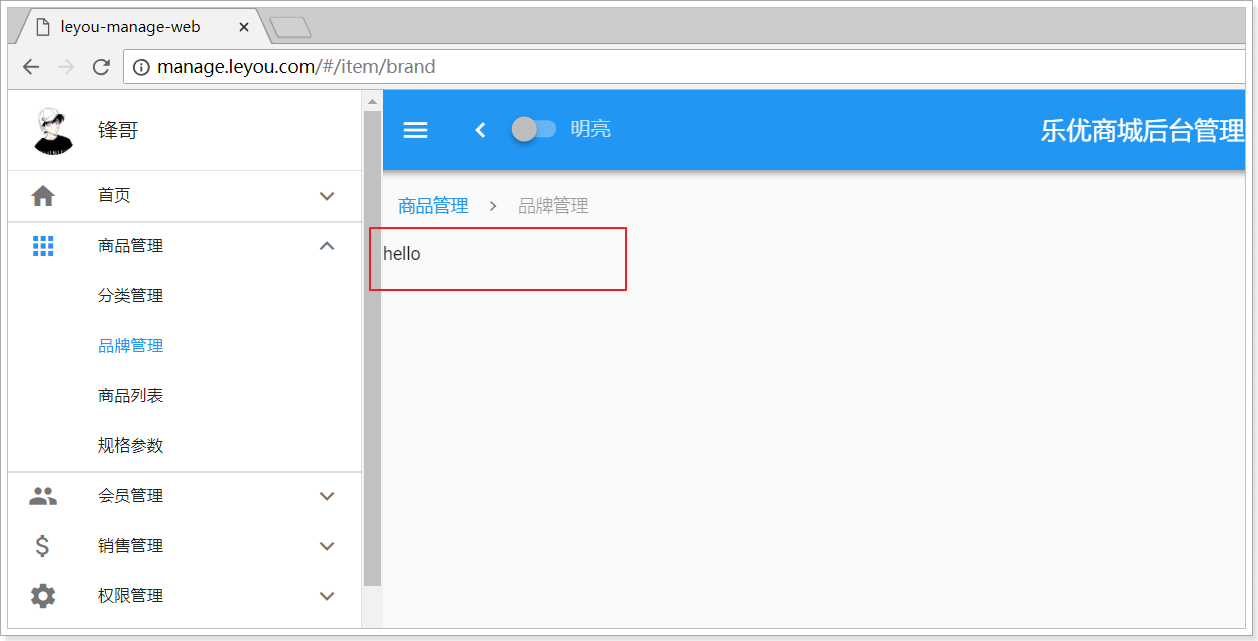 leyou-manage-web
manage.leyou.com/#/item/brand
锋哥
明亮
乐优商城后台管理
首页
商品管理
品牌管理
hello
商品管理
分类管理
品牌管理
商品列表
规格参数
会员管理
销售管理
权限管理